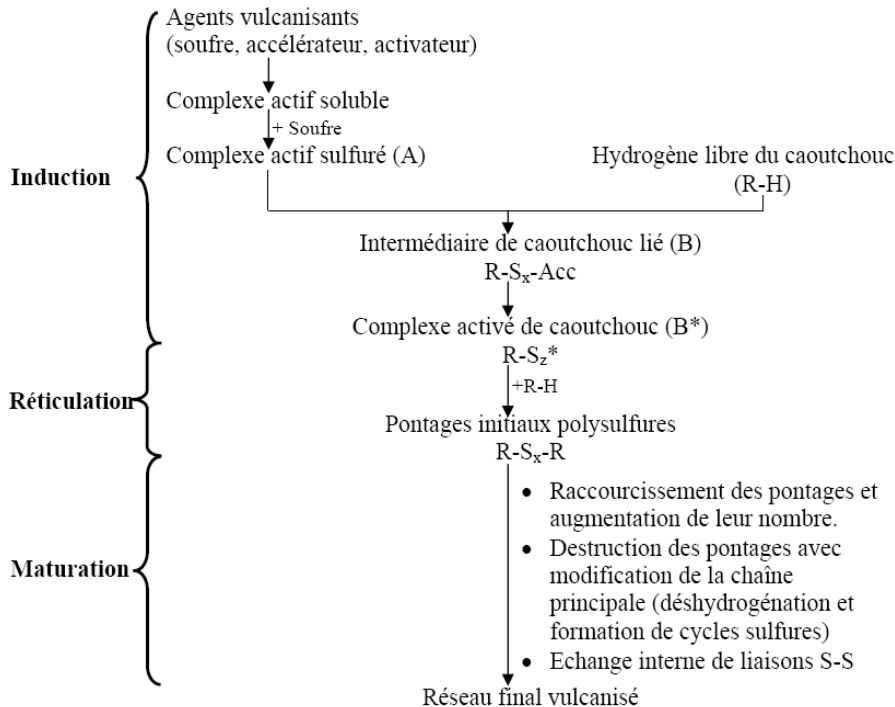 Agents vulcanisants
(soufre, accélérateur, activateur)
Complexe actif soluble
+ Soufre
Complexe actif sulfuré (A)
Hydrogène libre du caoutchouc
(R-H)
Induction
Intermédiaire de caoutchouc lié (B)
R-Sx-Acc
Complexe activé de caoutchouc (B*)
R-Sz*
+R-H
Réticulation
Pontages initiaux polysulfures
R-Sx-R
• Raccourcissement des pontages et
augmentation de leur nombre.
• Destruction des pontages avec
modification de la chaîne
principale (déshydrogénation et
formation de cycles sulfures)
• Echange interne de liaisons S-S
Maturation
Réseau final vulcanisé